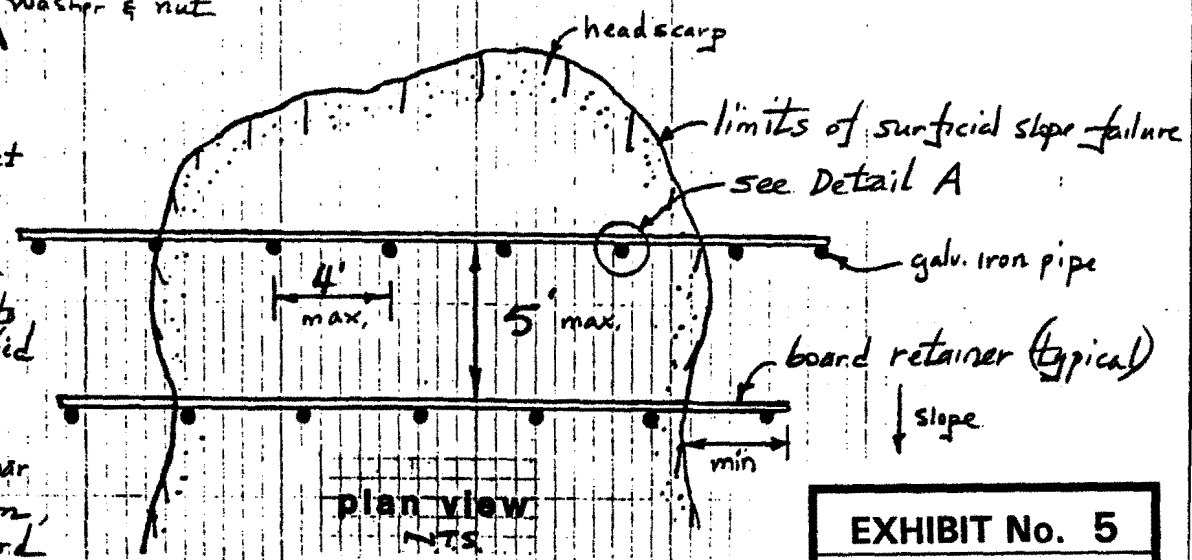 washer & nut
headscarp
limits of surficial slope failure
see Detail A
galv. iron pipe
4'
max.
5' max.
board retainer (typical)
slope
min
plan view
N.T.S.
EXHIBIT No. 5